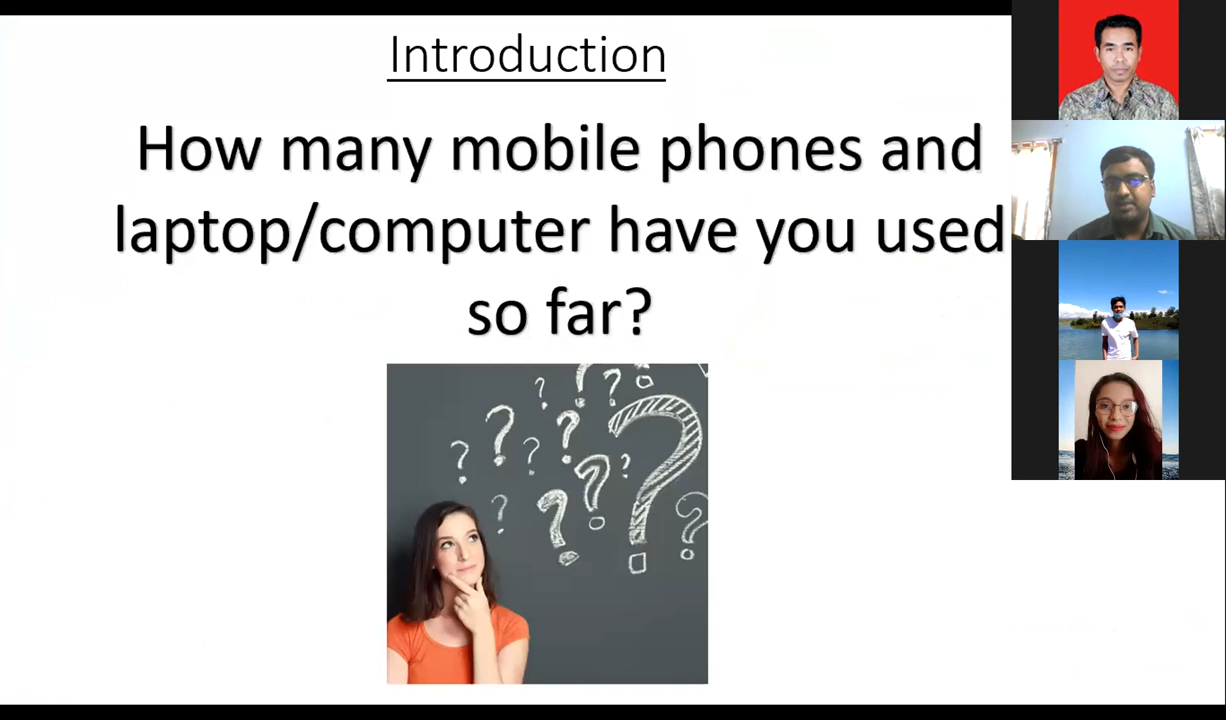 Introduction
How many mobile phones and
laptop/computer have you used
so far?